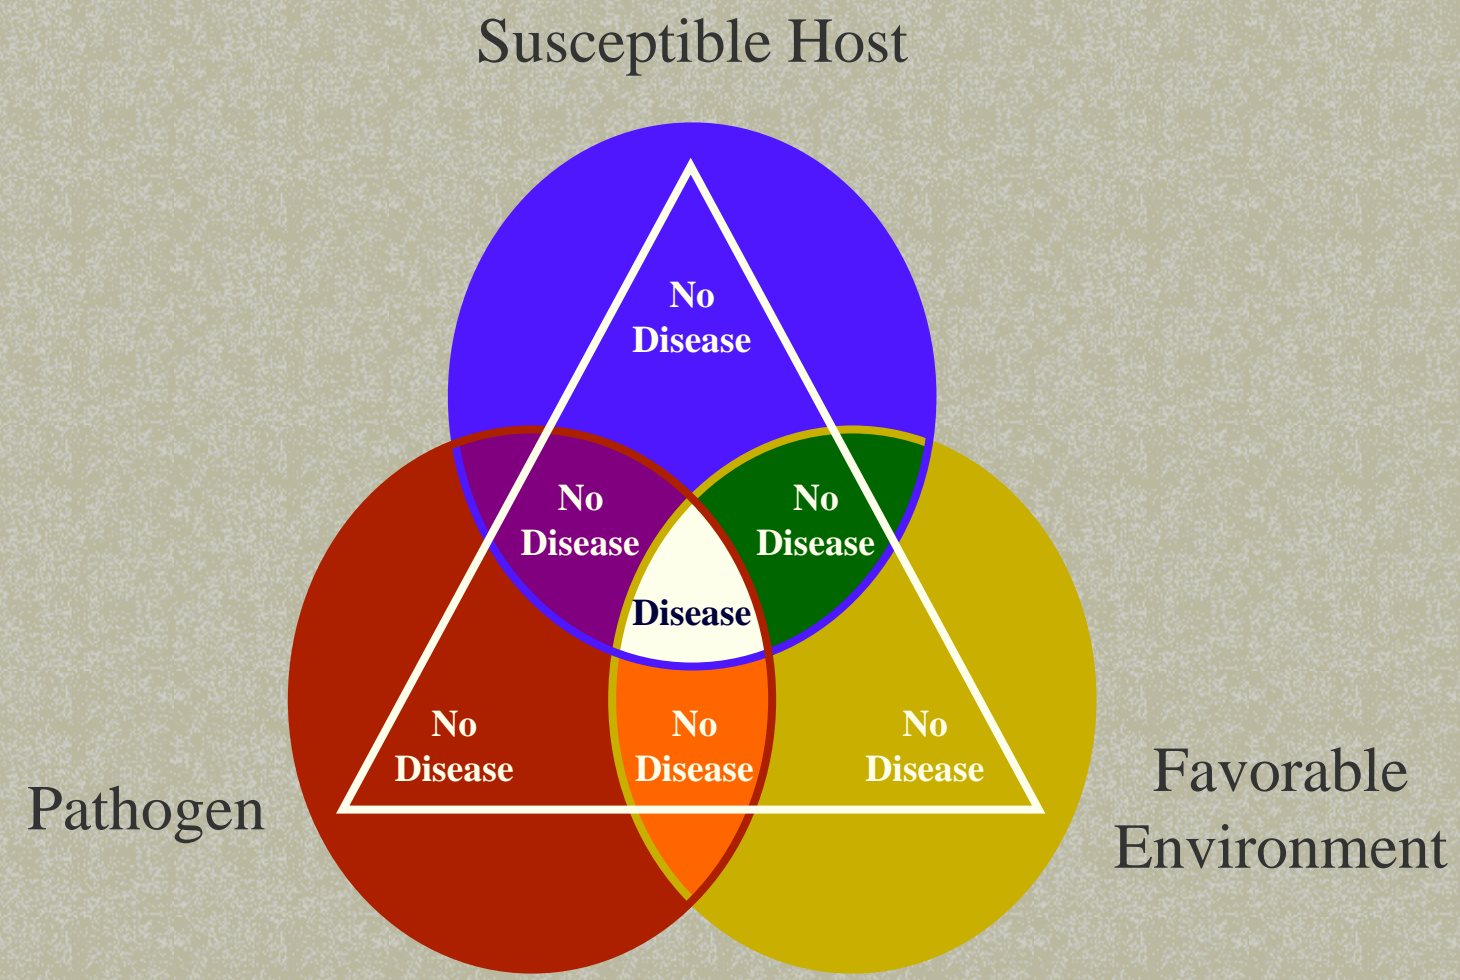 Susceptible Host
No
Disease
No
Disease
No
Disease
Disease
No
Disease
No
Disease
No
Disease
Pathogen
Favorable
Environment